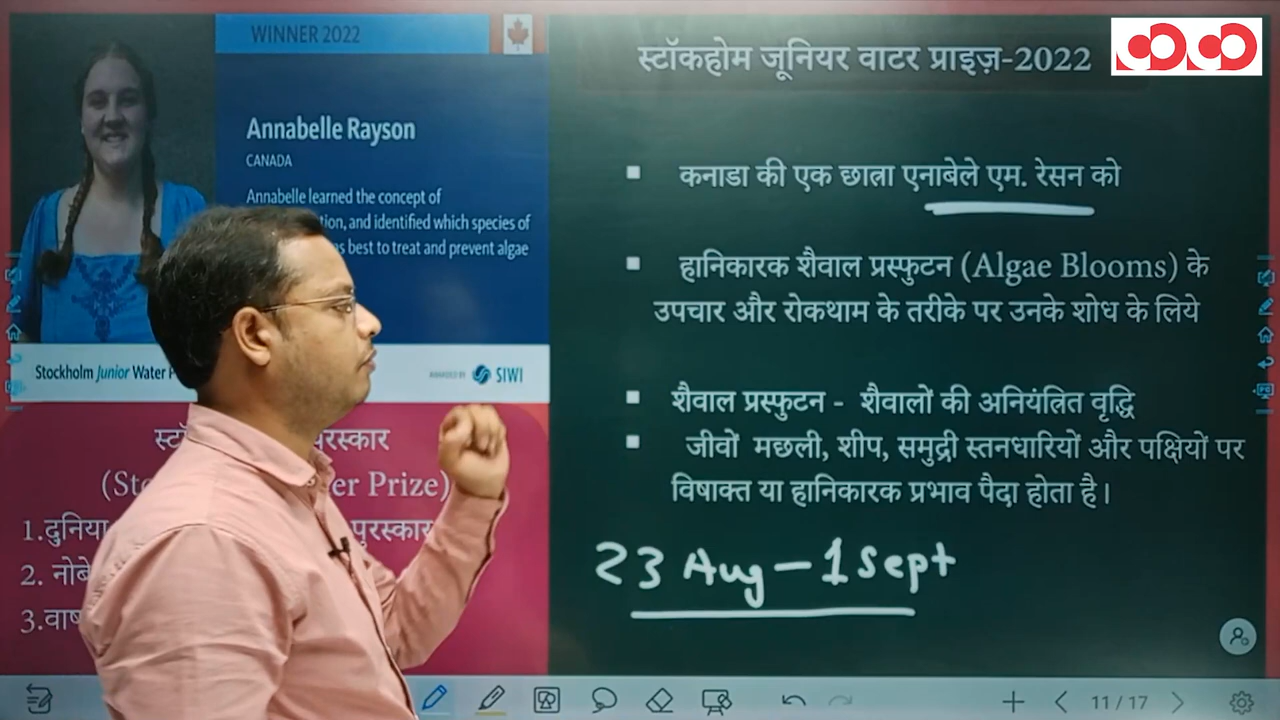 WINNER 2022
Annabelle Rayson
CANADA
Annabelle learned the concept of
and identified which species of
best to treat and prevent algae
Stockholm Junior Water
AWARDED BY SIWI
पुरस्कार
er Prize)
1.दुनिया पुरस्कार
2. नोबे
3.वाष
स्टॉकहोम जूनियर वाटर प्राइज़-2022
▪ कनाडा की एक छात्रा एनाबेले एम. रेसन को
▪ हानिकारक शैवाल प्रस्फुटन (Algae Blooms) के
उपचार और रोकथाम के तरीके पर उनके शोध के लिये
▪ शैवाल प्रस्फुटन - शैवालों की अनियंत्रित वृद्धि
▪ जीवों मछली, शीप, समुद्री स्तनधारियों और पक्षियों पर
विषाक्त या हानिकारक प्रभाव पैदा होता है।
23 Aug – 1 Sept
11 / 17